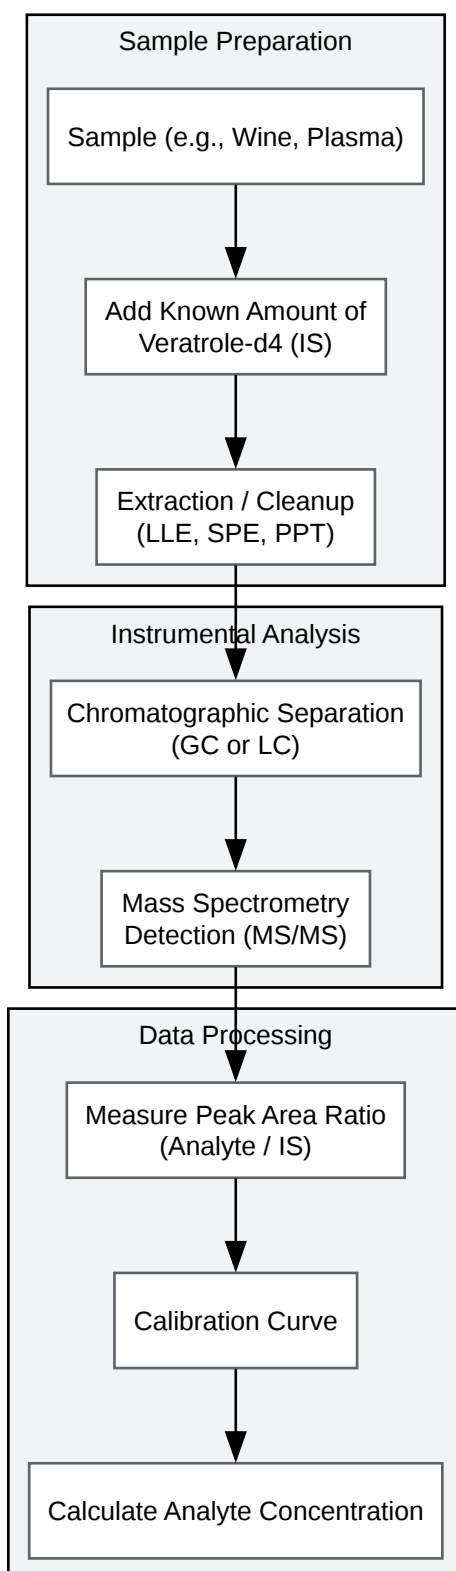 Sample Preparation
Sample (e.g., Wine, Plasma)
Add Known Amount of
Veratrole-d4 (IS)
Extraction / Cleanup
(LLE, SPE, PPT)
Instrumental Analysis
Chromatographic Separation
(GC or LC)
Mass Spectrometry
Detection (MS/MS)
Data Processing
Measure Peak Area Ratio
(Analyte / IS)
Calibration Curve
Calculate Analyte Concentration